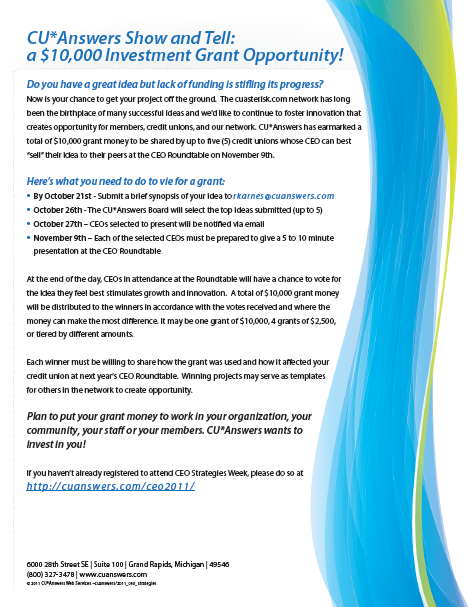 CU*Answers Show and Tell:
a $10,000 Investment Grant Opportunity!
Do you have a great idea but lack of funding is stifling its progress?
Now is your chance to get your project off the ground. The cuasterisk.com network has long
been the birthplace of many successful ideas and we'd like to continue to foster innovation that
creates opportunity for members, credit unions, and our network. CU*Answers has earmarked a
total of $10,000 grant money to be shared by up to five (5) credit unions whose CEO can best
"sell" their idea to their peers at the CEO Roundtable on November 9th.
Here's what you need to do to vie for a grant:
• By October 21st - Submit a brief synopsis of your idea to rkarnes@cuanswers.com
• October 26th - The CU*Answers Board will select the top ideas submitted (up to 5)
• October 27th – CEOs selected to present will be notified via email
• November 9th – Each of the selected CEOs must be prepared to give a 5 to 10 minute
presentation at the CEO Roundtable
At the end of the day, CEOs in attendance at the Roundtable will have a chance to vote for
the idea they feel best stimulates growth and innovation. A total of $10,000 grant money
will be distributed to the winners in accordance with the votes received and where the
money can make the most difference. It may be one grant of $10,000, 4 grants of $2,500,
or tiered by different amounts.
Each winner must be willing to share how the grant was used and how it affected your
credit union at next year's CEO Roundtable. Winning projects may serve as templates
for others in the network to create opportunity.
Plan to put your grant money to work in your organization, your
community, your staff or your members. CU*Answers wants to
invest in you!
If you haven't already registered to attend CEO Strategies Week, please do so at
http://cuanswers.com/ceo2011/
6000 28th Street SE | Suite 100 | Grand Rapids, Michigan | 49546
(800) 327-3478 | www.cuanswers.com
© 2011 CU*Answers Web Services